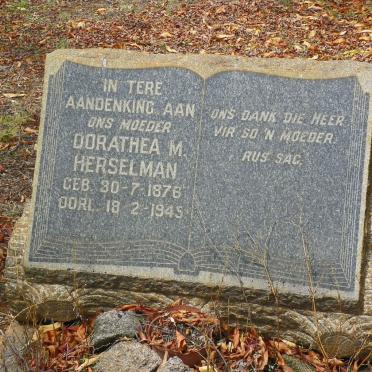 IN TERE
AANDENKING AAN
ONS MOEDER
DORATHEA M.
HERSELMAN
GEB. 30-7-1876
OORL. 18-2-1945
ONS DANK DIE HEER
VIR SO'N MOEDER.
RUS SAG.